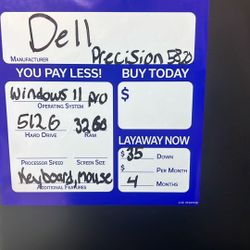 Dell
MANUFACTURER Precision 5820
YOU PAY LESS!
BUY TODAY
Windows 11 pro
OPERATING SYSTEM
$
512G 32GB
HARD DRIVE RAM
LAYAWAY NOW
$ 35 DOWN
PROCESSOR SPEED SCREEN SIZE
$ PER MONTH
Keyboard, mouse
4 MONTHS
ADDITIONAL FEATURES